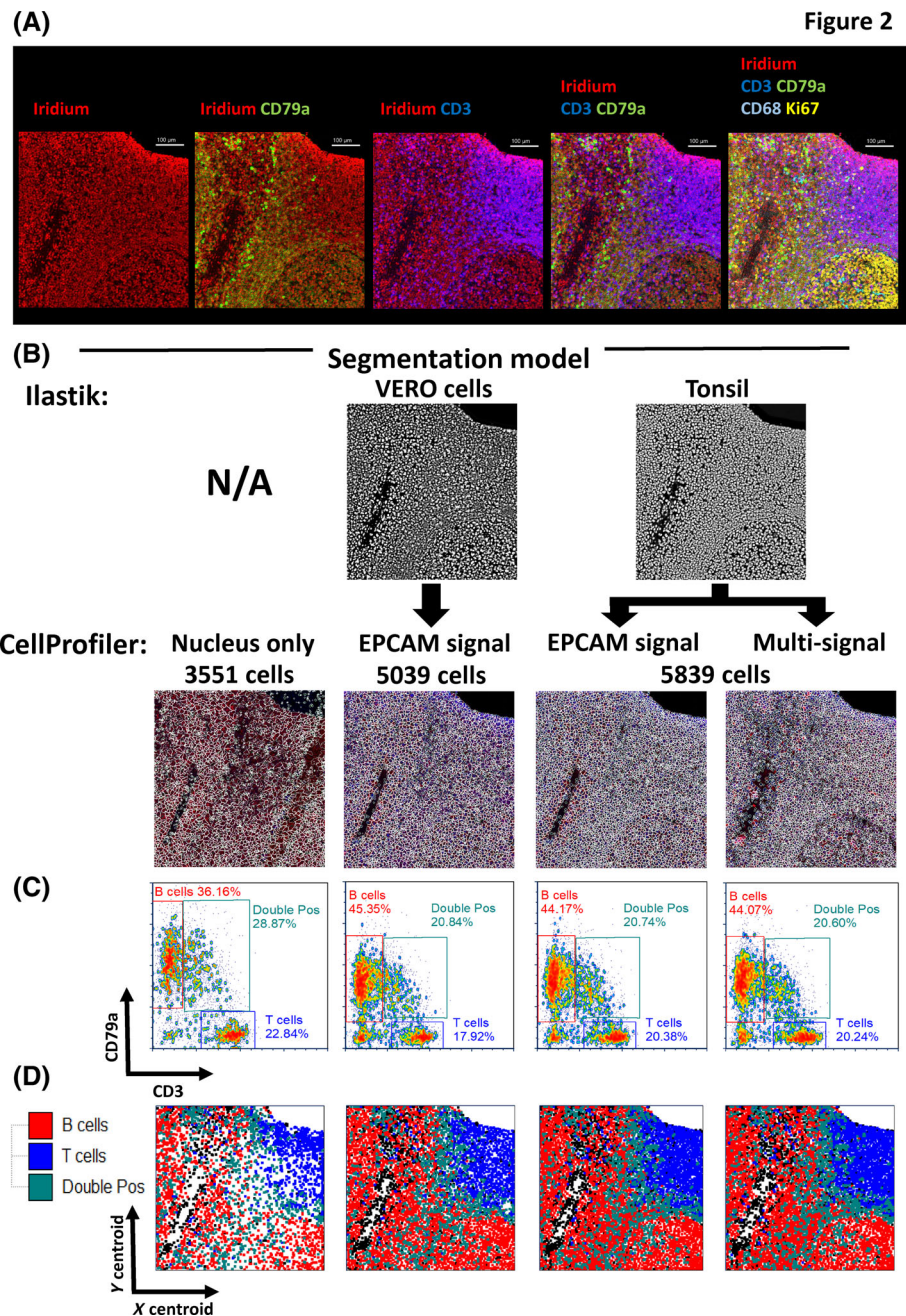 (A)
Figure 2
Iridium
Iridium CD79a
Iridium CD3
Iridium
CD3 CD79a
Iridium
CD3 CD79a
CD68 Ki67
100 µm
100 µm
100 µm
100 µm
100 µm
(B)
Segmentation model
Ilastik:
VERO cells
Tonsil
N/A
CellProfiler:
Nucleus only
3551 cells
EPCAM signal
5039 cells
EPCAM signal
Multi-signal
5839 cells
(C)
B cells 36.16%
Double Pos
28.87%
T cells
22.84%
B cells
45.35%
Double Pos
20.84%
T cells
17.92%
B cells
44.17%
Double Pos
20.74%
T cells
20.38%
B cells
44.07%
Double Pos
20.60%
T cells
20.24%
CD79a
CD3
(D)
B cells
T cells
Double Pos
Y centroid
X centroid